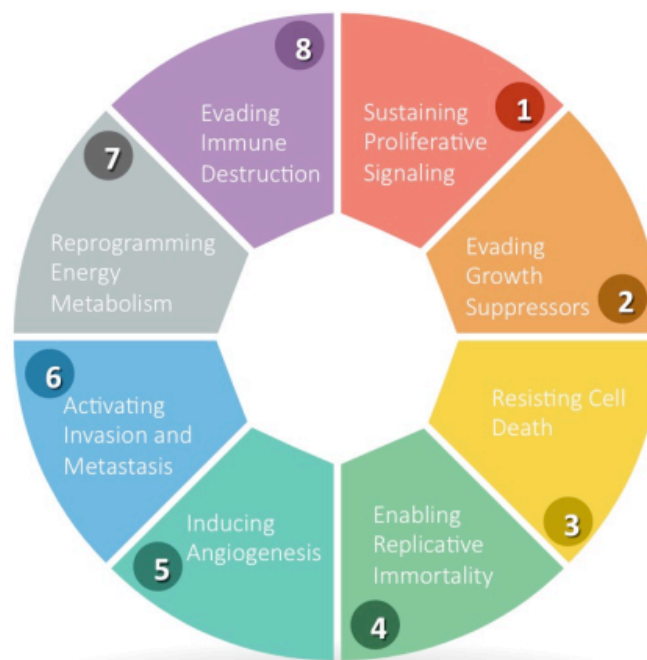 1
Sustaining
Proliferative
Signaling
2
Evading
Growth
Suppressors
3
Resisting Cell
Death
4
Enabling
Replicative
Immortality
5
Inducing
Angiogenesis
6
Activating
Invasion and
Metastasis
7
Reprogramming
Energy
Metabolism
8
Evading
Immune
Destruction